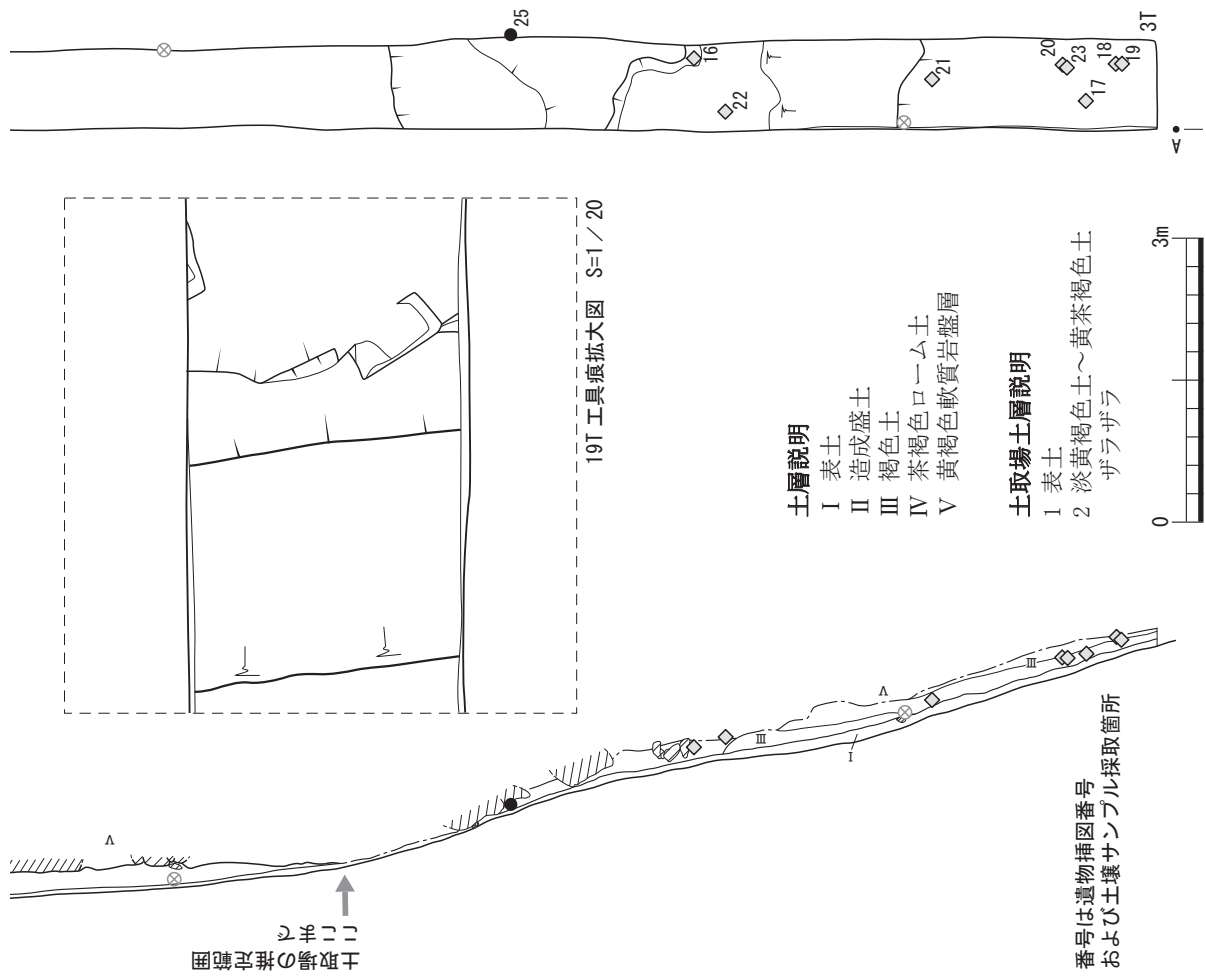 25
16
22
21
20
23
18
19
17
3T
A
19T 工具痕拡大図 S=1／20
土層説明
Ⅰ 表土
Ⅱ 造成盛土
Ⅲ 褐色土
Ⅳ 茶褐色ローム土
Ⅴ 黄褐色軟質岩盤層
土取場土層説明
1 表土
2 淡黄褐色土～黄茶褐色土
ザラザラ
0
3m
Ⅴ
Ⅲ
Ⅴ
Ⅲ
Ⅰ
土取場の推定範囲
ここまで
番号は遺物挿図番号
および土壌サンプル採取箇所